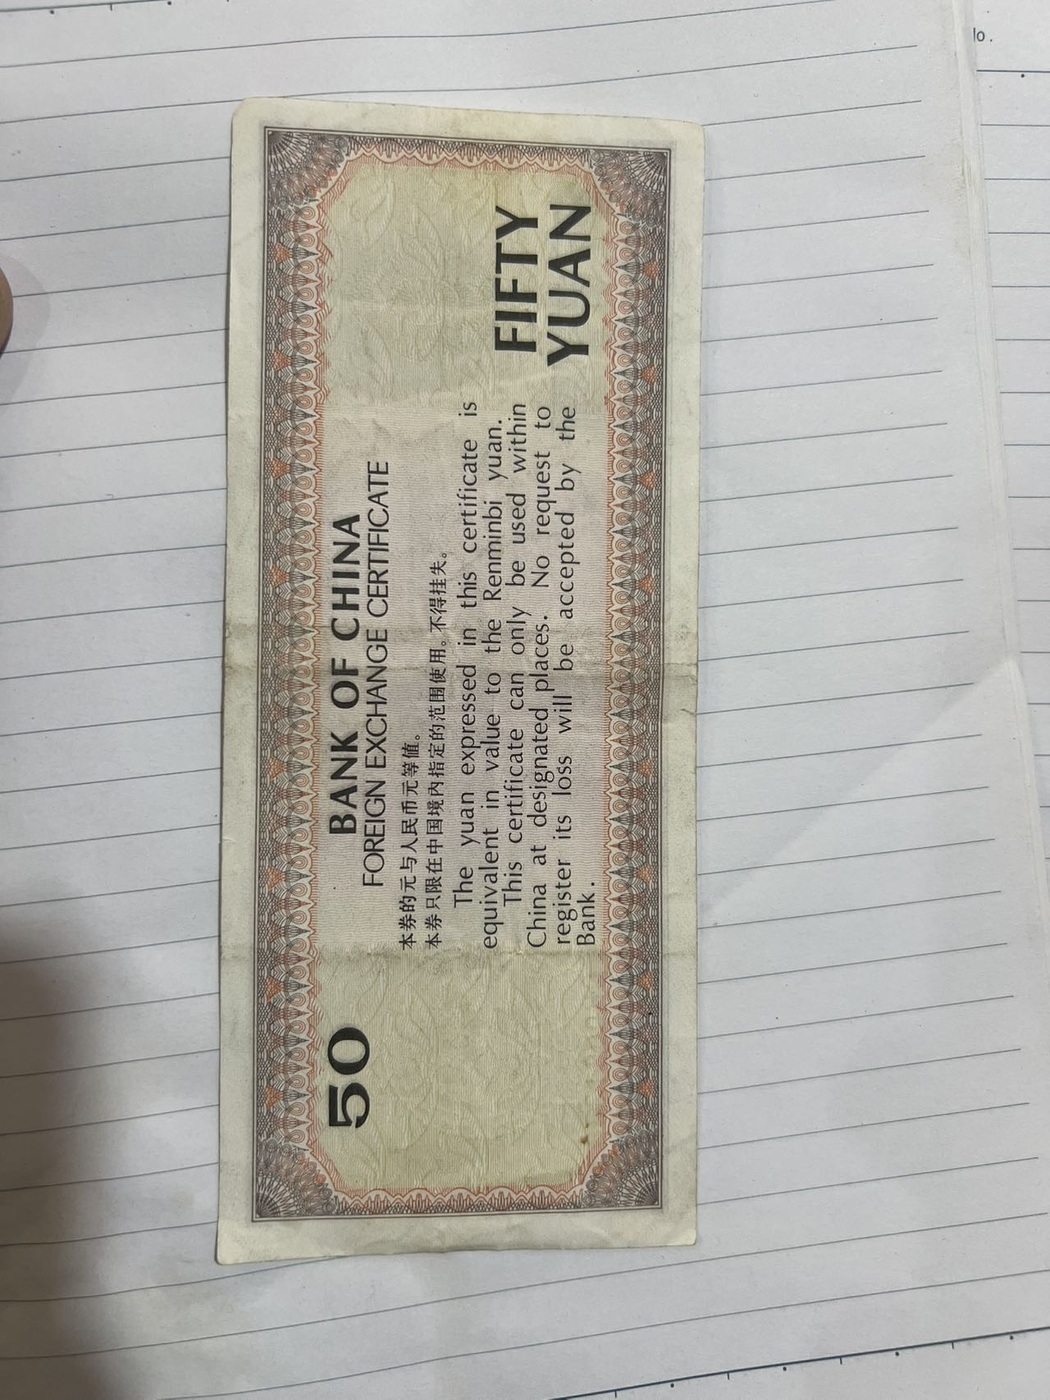 lo.
BANK OF CHINA
FOREIGN EXCHANGE CERTIFICATE
本券的元与人民币元等值。
本券只限在中国境内指定的范围使用。不得挂失。
The yuan expressed in this certificate is
equivalent in value to the Renminbi yuan.
This certificate can only be used within
China at designated places. No request to
register its loss will be accepted by the
Bank.
50
FIFTY
YUAN